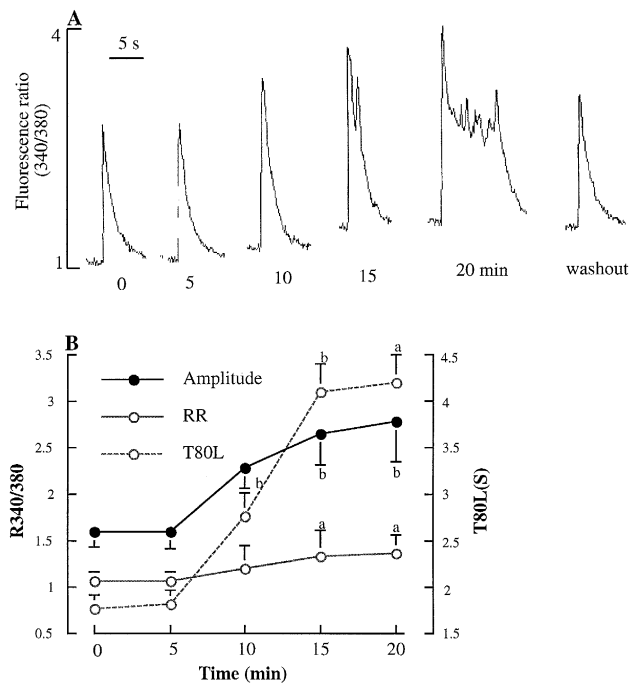 A
4
5 s
Fluorescence ratio
(340/380)
1
0
5
10
15
20 min
washout
B
3.5
3
2.5
2
1.5
1
0.5
R340/380
Amplitude
RR
T80L
b
b
a
b
b
a
a
4.5
4
3.5
3
2.5
2
1.5
T80L(S)
0
5
10
15
20
Time (min)